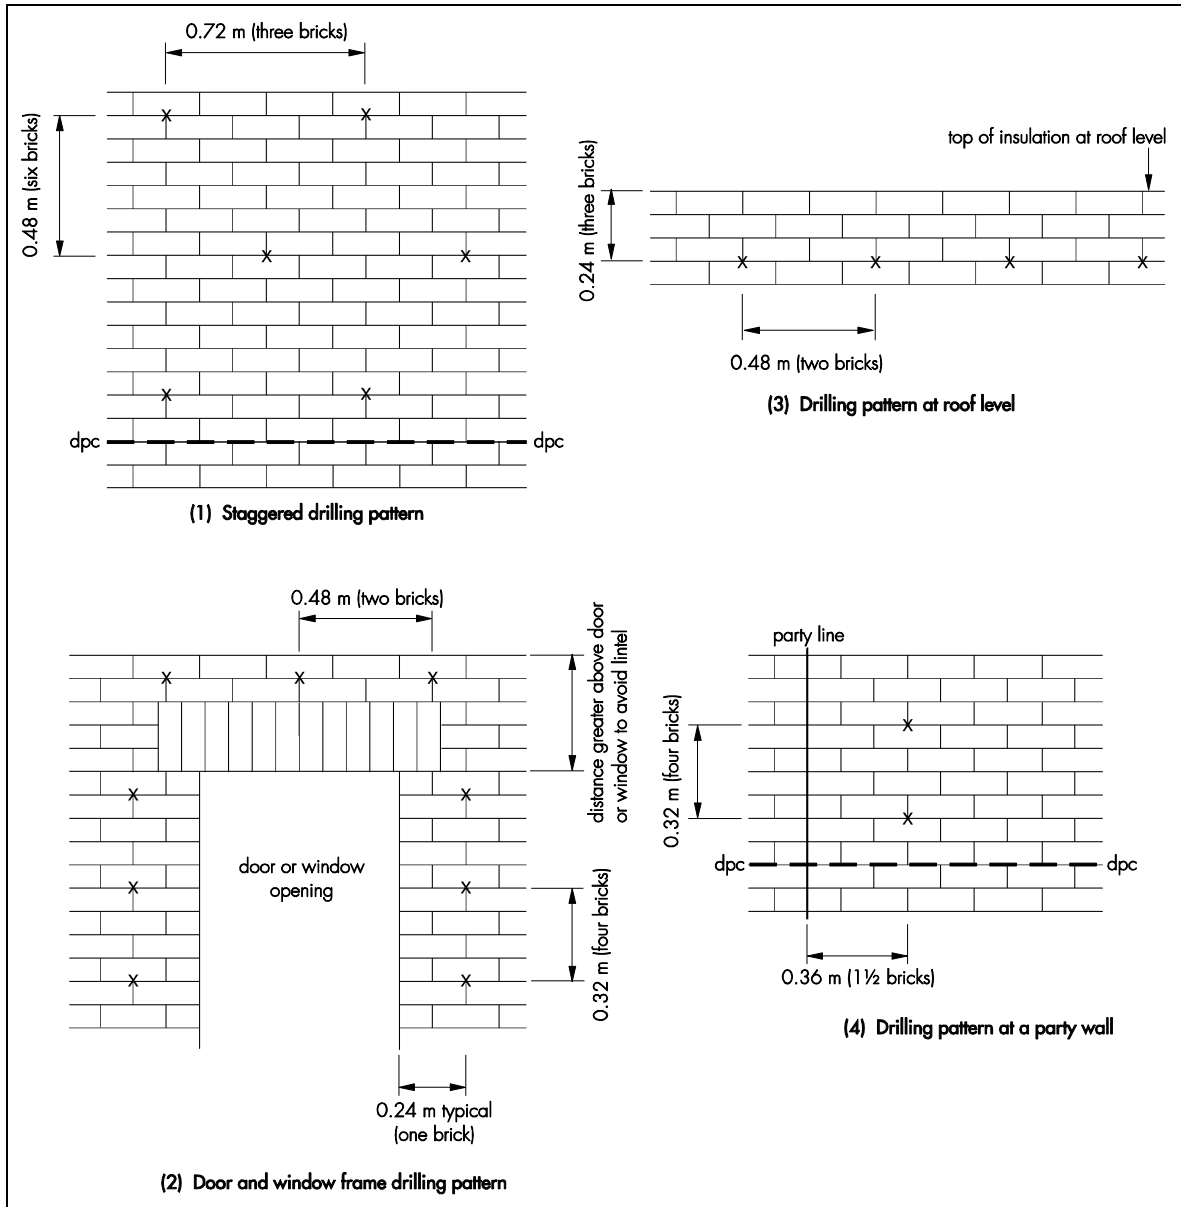 0.72 m (three bricks)
0.48 m (six bricks)
X X
X X
X X
dpc dpc
(1) Staggered drilling pattern
top of insulation at roof level
0.24 m (three bricks)
X X X X
0.48 m (two bricks)
(3) Drilling pattern at roof level
0.48 m (two bricks)
distance greater above door
or window to avoid lintel
X X X
X X
door or window
opening
X X
0.32 m (four bricks)
X X
0.24 m typical
(one brick)
(2) Door and window frame drilling pattern
party line
0.32 m (four bricks)
X
X
dpc dpc
0.36 m (1½ bricks)
(4) Drilling pattern at a party wall